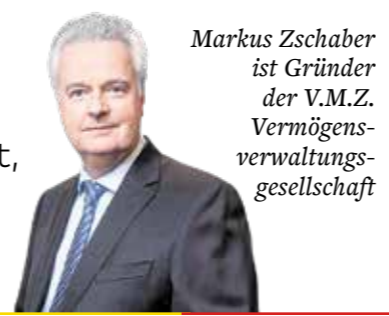 Markus Zschaber
ist Gründer
der V.M.Z.
Vermögens-
verwaltungs-
gesellschaft
t,